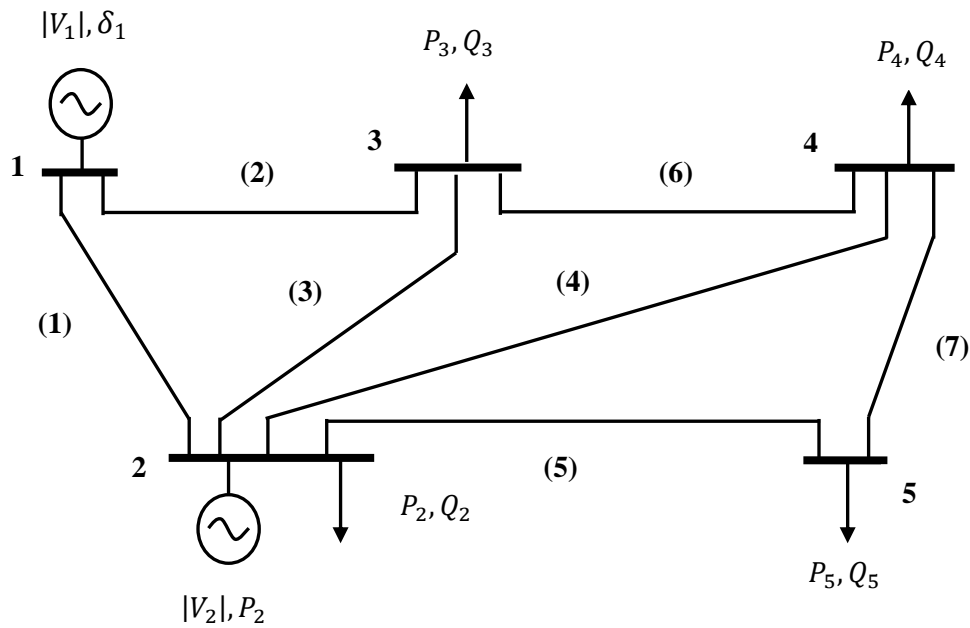 |V₁|, δ₁
P₃, Q₃
P₄, Q₄
3
4
1
(2)
(6)
(3)
(4)
(1)
(7)
2
(5)
5
P₂, Q₂
P₅, Q₅
|V₂|, P₂